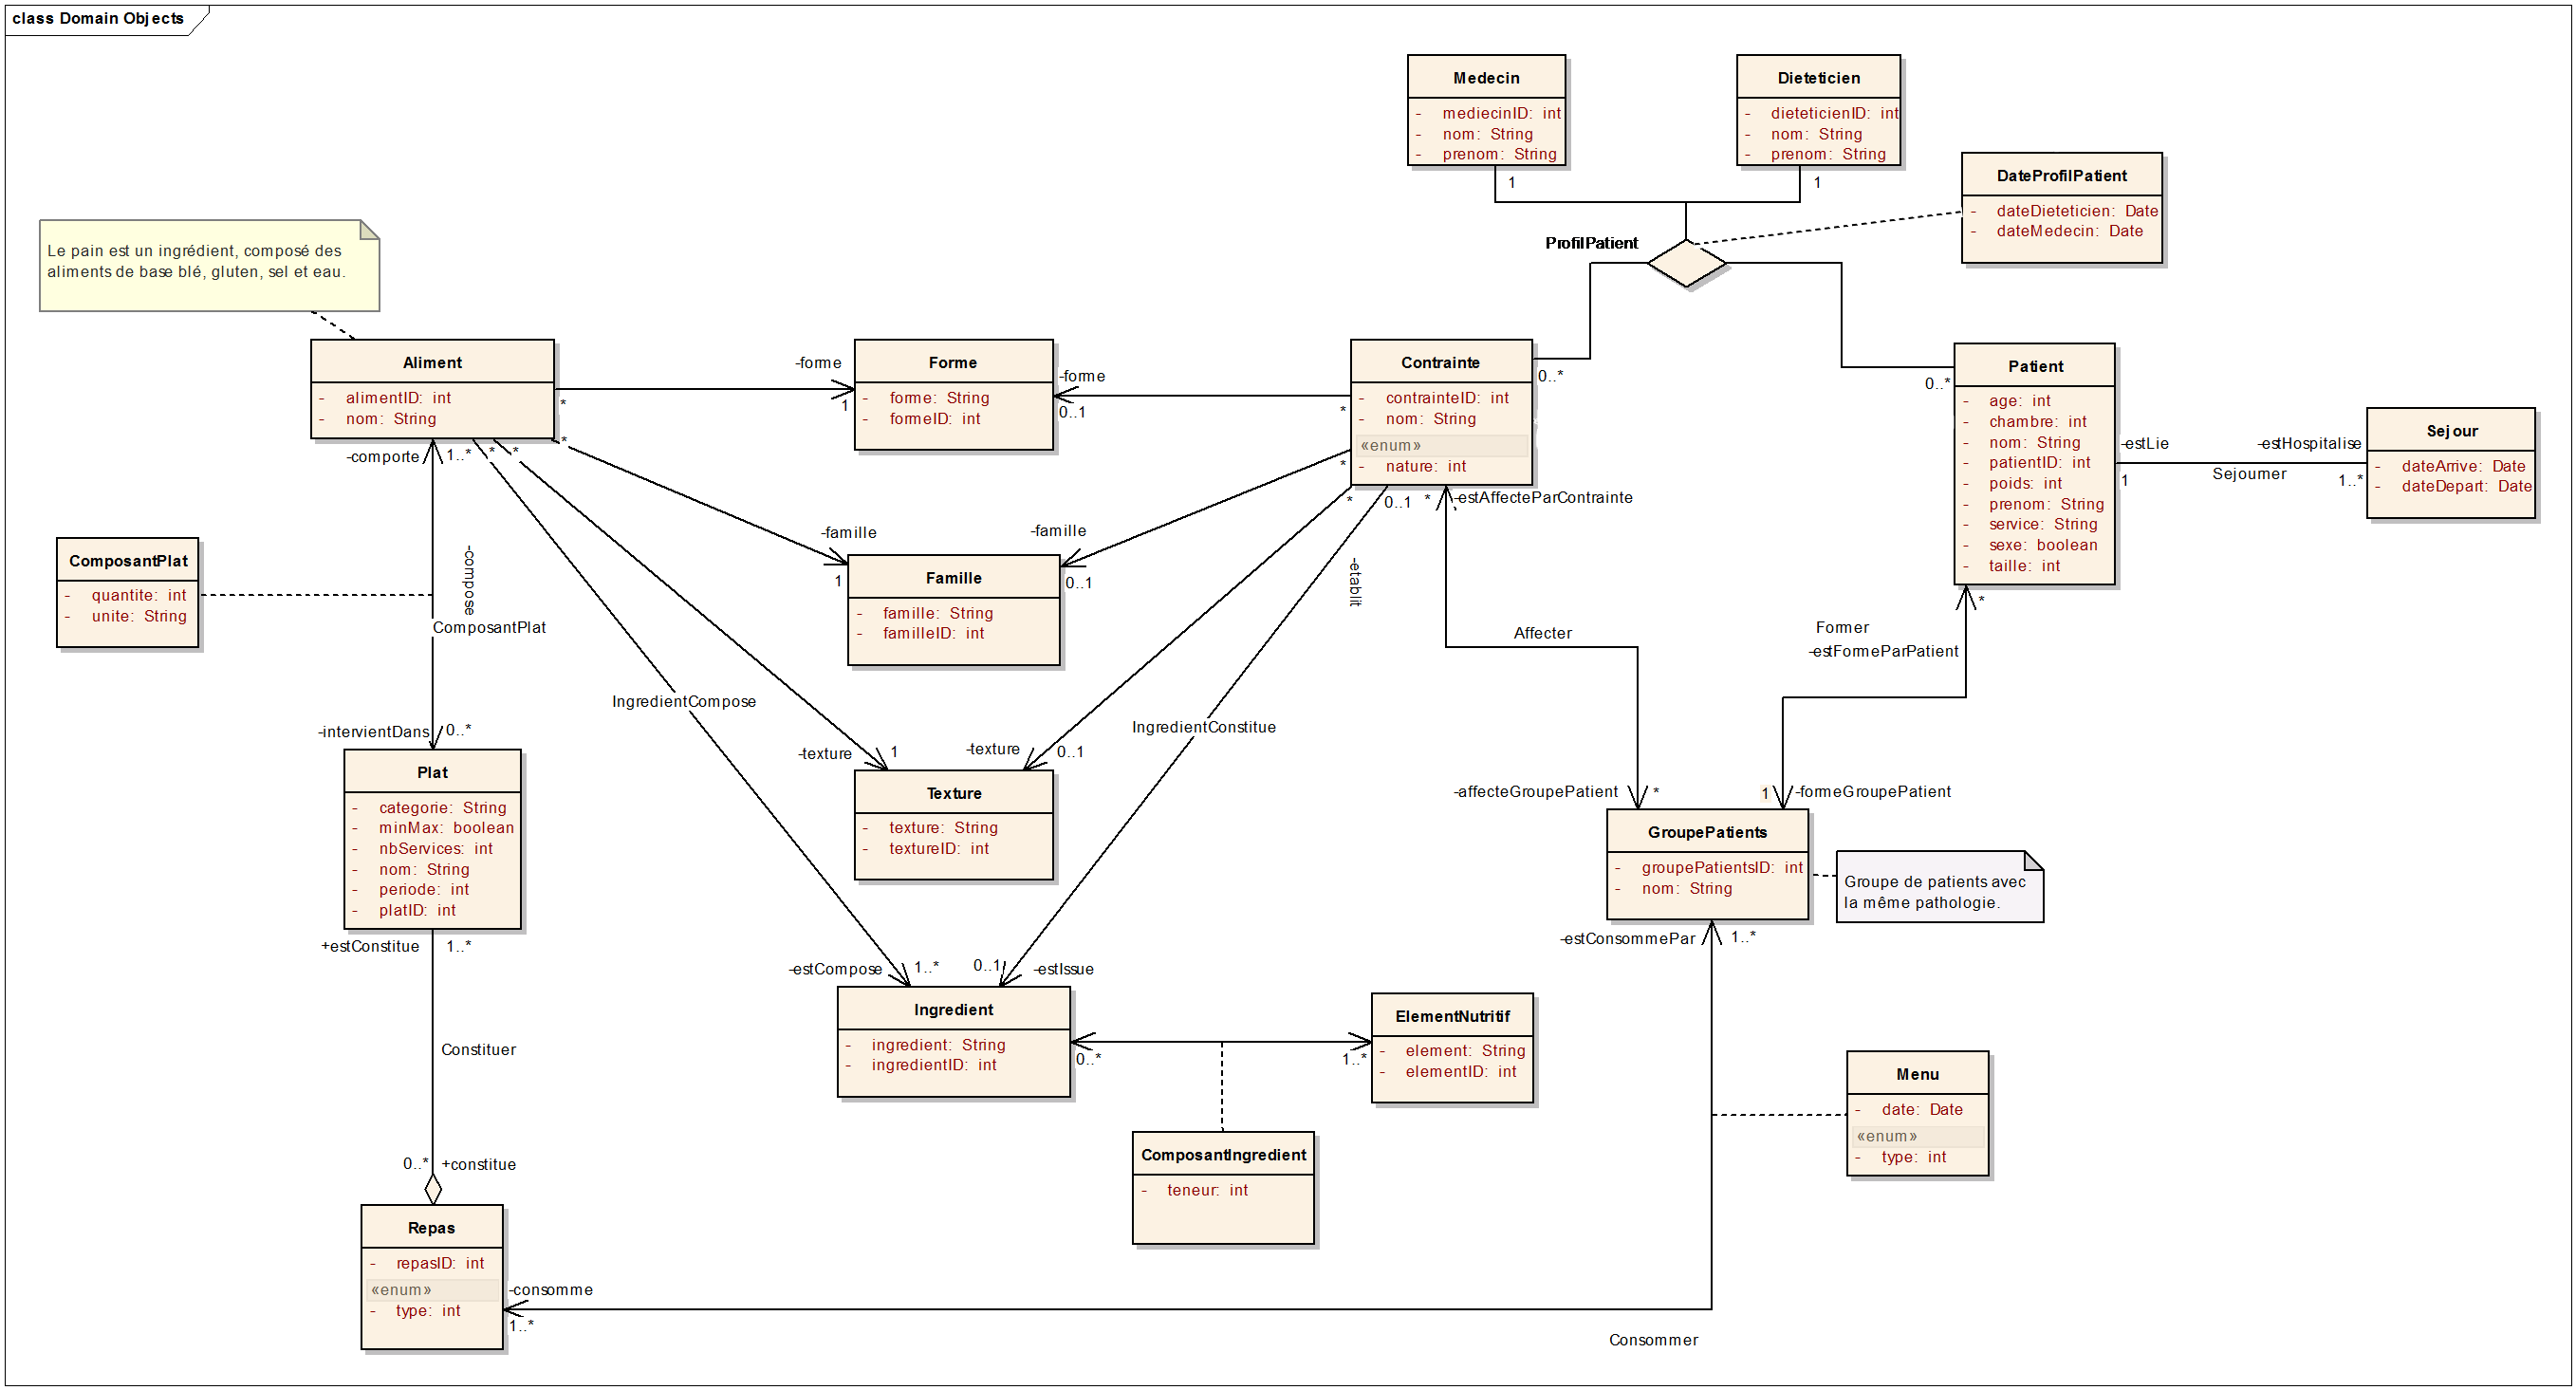 class Domain Objects
Medecin
- mediecinID: int
- nom: String
- prenom: String
1
Dieteticien
- dieteticienID: int
- nom: String
- prenom: String
1
DateProfilPatient
- dateDieteticien: Date
- dateMedecin: Date
ProfilPatient
Le pain est un ingrédient, composé des
aliments de base blé, gluten, sel et eau.
Aliment
- alimentID: int
- nom: String
-forme
1
*
Forme
- forme: String
- formeID: int
-forme
0..1
*
Contrainte
- contrainteID: int
- nom: String
«enum»
- nature: int
0..*
0..*
Patient
- age: int
- chambre: int
- nom: String
- patientID: int
- poids: int
- prenom: String
- service: String
- sexe: boolean
- taille: int
-estLie
1
Sejourner
-estHospitalise
1..*
Sejour
- dateArrive: Date
- dateDepart: Date
-comporte
1..*
*
*
*
*
*
0..1
*
-estAffecteParContrainte
-famille
1
-famille
0..1
Famille
- famille: String
- familleID: int
ComposantPlat
- quantite: int
- unite: String
-compose
ComposantPlat
-etablit
Affecter
*
Former
-estFormeParPatient
IngredientCompose
IngredientConstitue
-intervientDans
0..*
-texture
1
-texture
0..1
Plat
- categorie: String
- minMax: boolean
- nbServices: int
- nom: String
- periode: int
- platID: int
Texture
- texture: String
- textureID: int
-affecteGroupePatient
*
1
-formeGroupePatient
GroupePatients
- groupePatientsID: int
- nom: String
Groupe de patients avec
la même pathologie.
+estConstitue
1..*
-estCompose
1..*
0..1
-estIssue
-estConsommePar
1..*
Ingredient
- ingredient: String
- ingredientID: int
0..*
1..*
ElementNutritif
- element: String
- elementID: int
Constituer
Menu
- date: Date
«enum»
- type: int
ComposantIngredient
- teneur: int
0..*
+constitue
Repas
- repasID: int
«enum»
- type: int
-consomme
1..*
Consommer